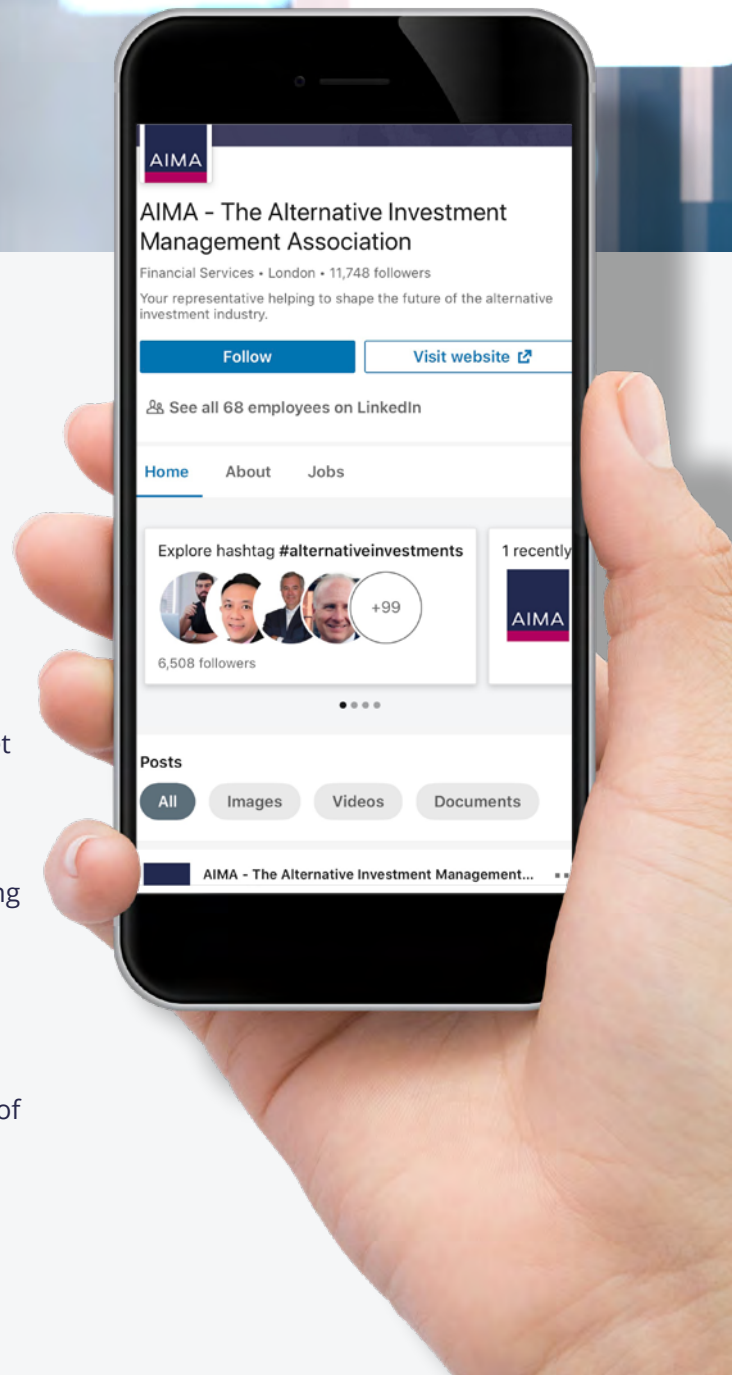 AIMA
AIMA - The Alternative Investment
Management Association
Financial Services • London • 11,748 followers
Your representative helping to shape the future of the alternative
investment industry.
Follow
Visit website
See all 68 employees on LinkedIn
Home About Jobs
Explore hashtag #alternativeinvestments
+99
6,508 followers
1 recently
AIMA
Posts
All Images Videos Documents
AIMA - The Alternative Investment Management...
of